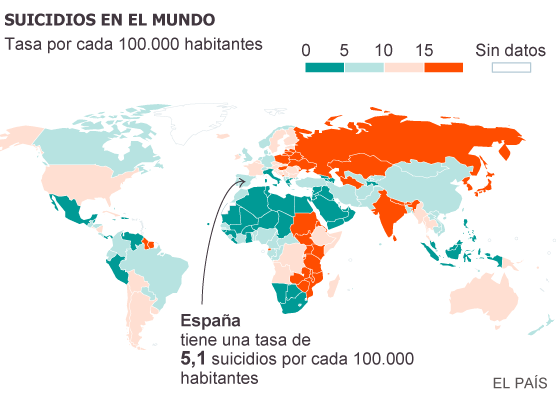 SUICIDIOS EN EL MUNDO
Tasa por cada 100.000 habitantes
0 5 10 15 Sin datos
España
tiene una tasa de
5,1 suicidios por cada 100.000
habitantes
EL PAÍS